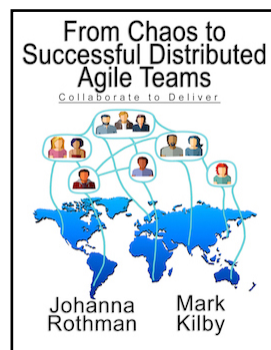 From Chaos to
Successful Distributed
Agile Teams
Collaborate to Deliver
Johanna Mark
Rothman Kilby